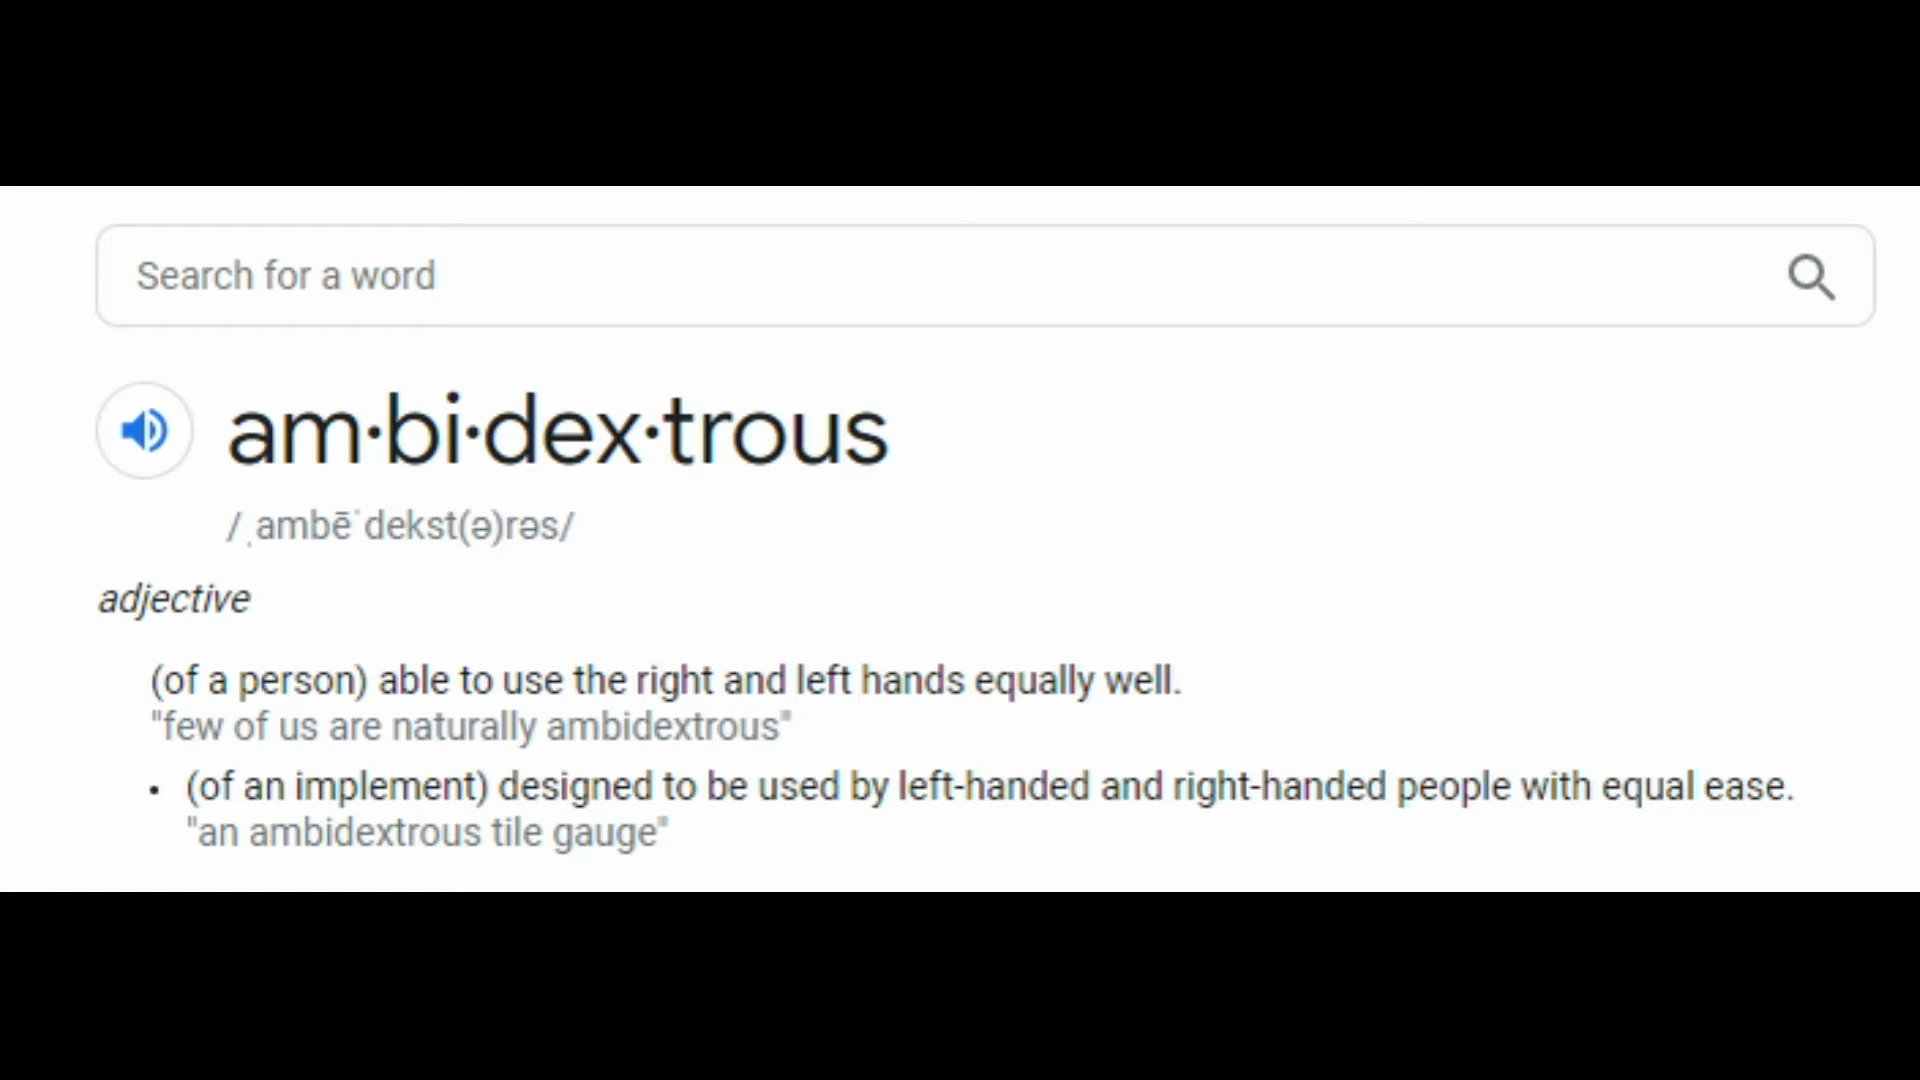 Search for a word
am·bi·dex·trous
/ˌambēˈdekst(ə)rəs/
adjective
(of a person) able to use the right and left hands equally well.
"few of us are naturally ambidextrous"
• (of an implement) designed to be used by left-handed and right-handed people with equal ease.
"an ambidextrous tile gauge"